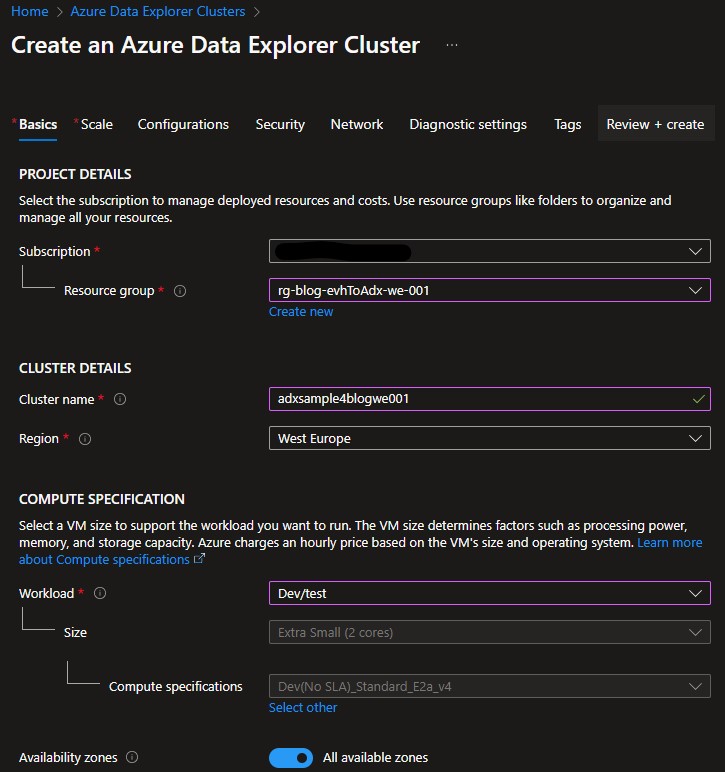 Home > Azure Data Explorer Clusters >
Create an Azure Data Explorer Cluster ...
* Basics * Scale Configurations Security Network Diagnostic settings Tags Review + create
PROJECT DETAILS
Select the subscription to manage deployed resources and costs. Use resource groups like folders to organize and
manage all your resources.
Subscription *
Resource group * rg-blog-evhToAdx-we-001
Create new
CLUSTER DETAILS
Cluster name * adxsample4blogwe001
Region * West Europe
COMPUTE SPECIFICATION
Select a VM size to support the workload you want to run. The VM size determines factors such as processing power,
memory, and storage capacity. Azure charges an hourly price based on the VM's size and operating system. Learn more
about Compute specifications
Workload * Dev/test
Size Extra Small (2 cores)
Compute specifications Dev(No SLA)_Standard_E2a_v4
Select other
Availability zones All available zones